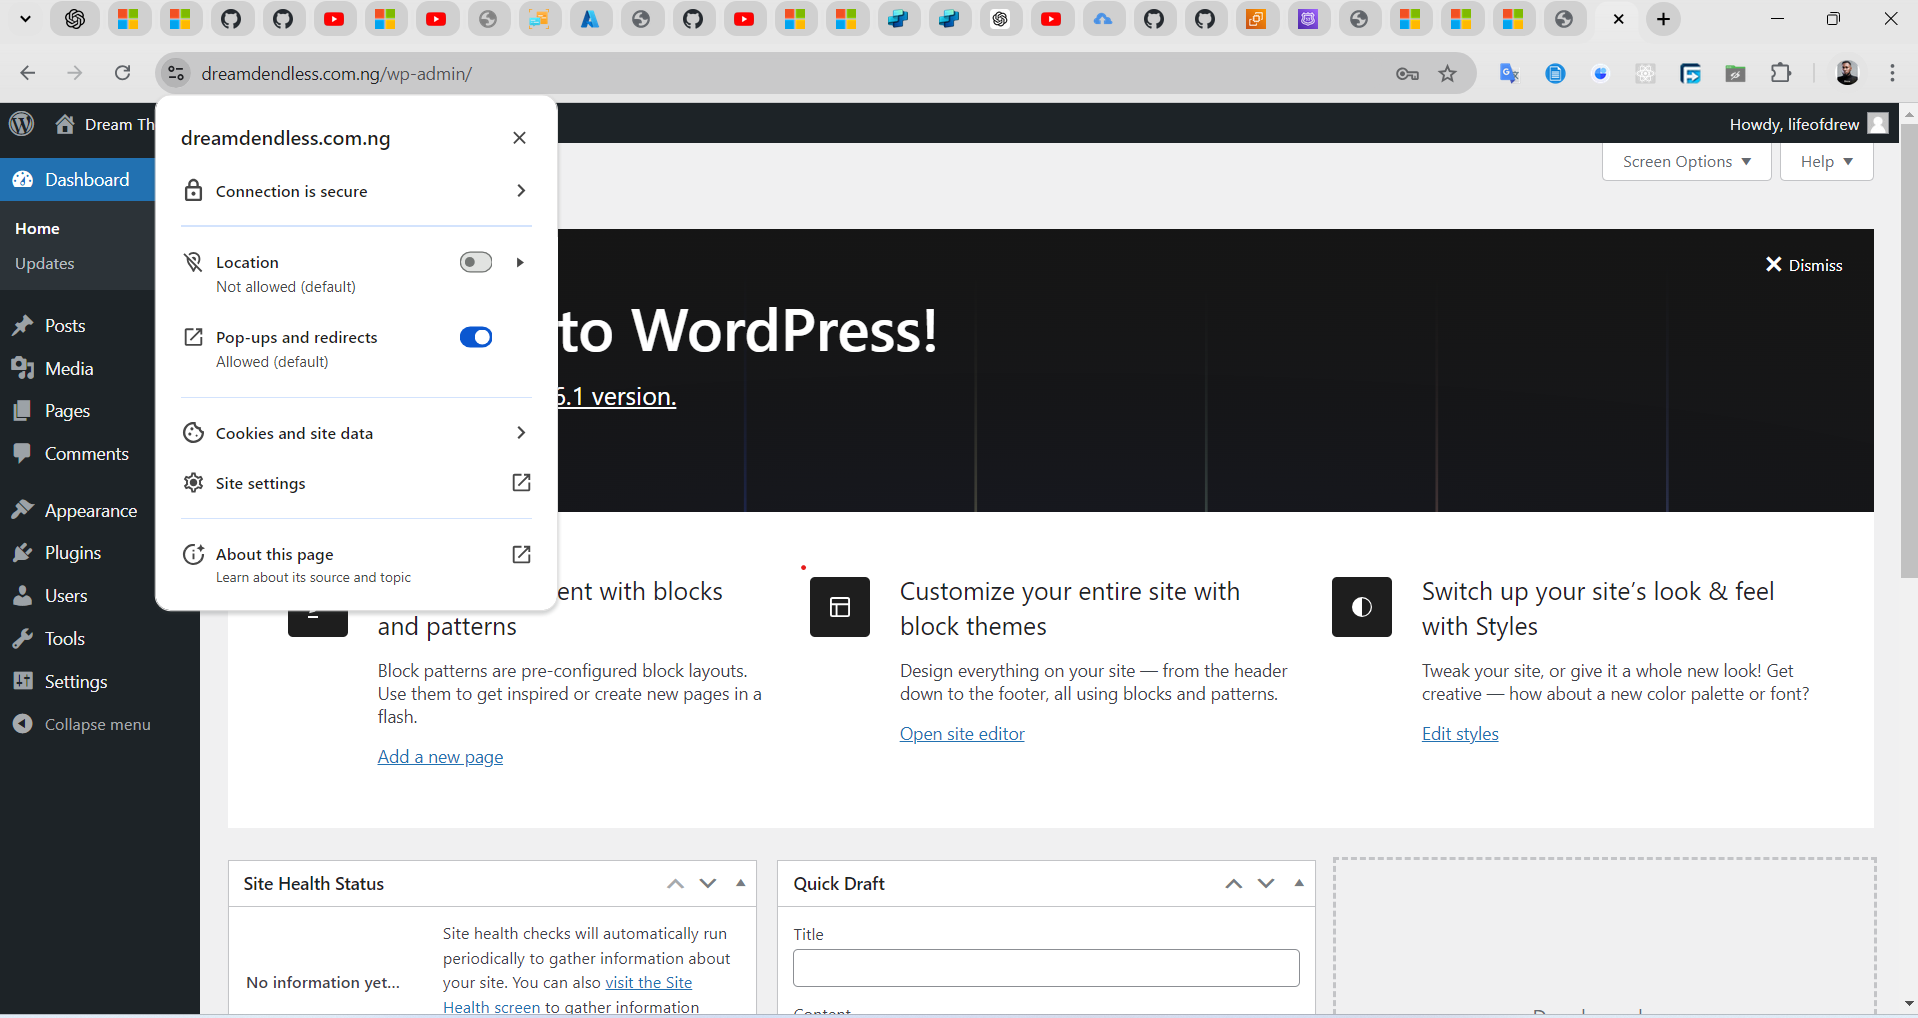 dreamdendless.com.ng/wp-admin/
Dream Th
Howdy, lifeofdrew
dreamdendless.com.ng
Connection is secure
Location
Not allowed (default)
Pop-ups and redirects
Allowed (default)
Cookies and site data
Site settings
About this page
Learn about its source and topic
Dashboard
Home
Updates
Posts
Media
Pages
Comments
Appearance
Plugins
Users
Tools
Settings
Collapse menu
Screen Options
Help
Dismiss
to WordPress!
6.1 version.
ent with blocks
and patterns
Block patterns are pre-configured block layouts.
Use them to get inspired or create new pages in a
flash.
Add a new page
Customize your entire site with
block themes
Design everything on your site — from the header
down to the footer, all using blocks and patterns.
Open site editor
Switch up your site’s look & feel
with Styles
Tweak your site, or give it a whole new look! Get
creative — how about a new color palette or font?
Edit styles
Site Health Status
No information yet...
Site health checks will automatically run
periodically to gather information about
your site. You can also visit the Site
Health screen to gather information
Quick Draft
Title
Content